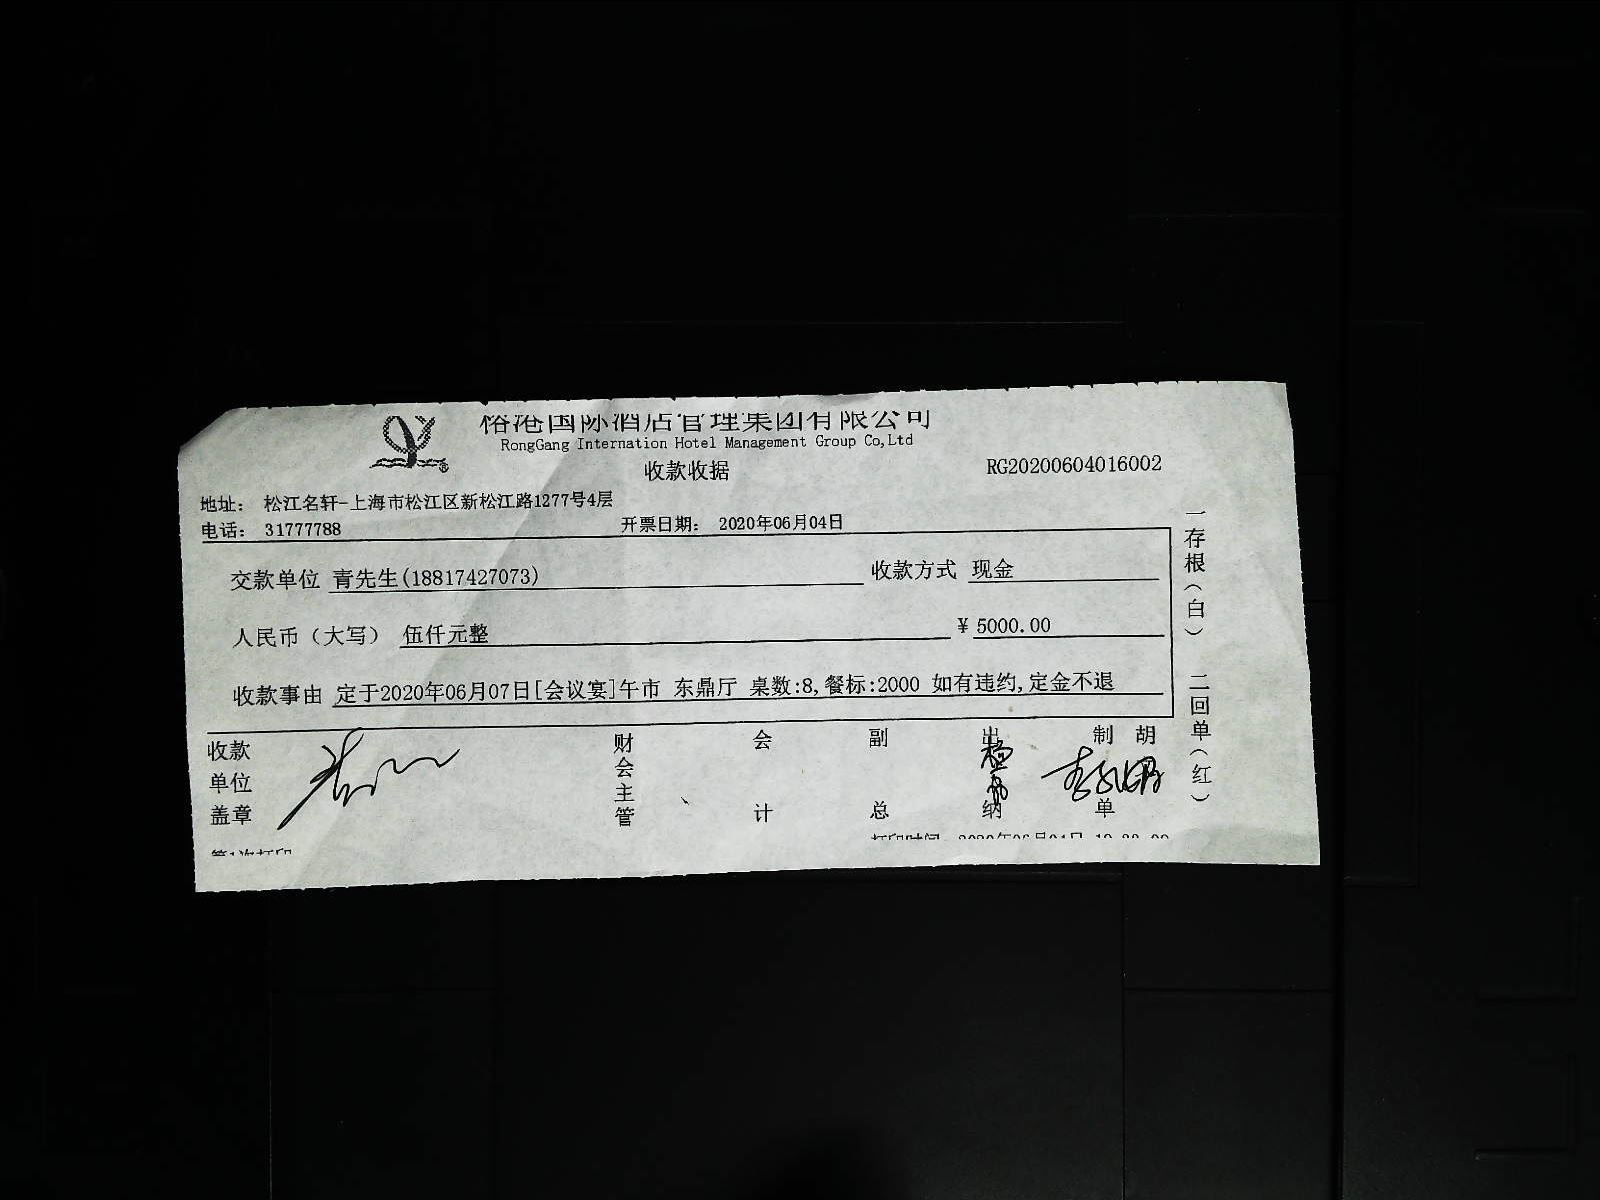 榕港国际酒店管理集团有限公司
RongGang Internation Hotel Management Group Co,Ltd
收款收据
RG20200604016002
地址： 松江名轩-上海市松江区新松江路1277号4层
电话： 31777788 开票日期： 2020年06月04日
交款单位 青先生(18817427073) 收款方式 现金
人民币（大写） 伍仟元整 ¥ 5000.00
收款事由 定于2020年06月07日[会议宴]午市 东鼎厅 桌数:8,餐标:2000 如有违约,定金不退
收款单位盖章 财会主管 会计 副总 出纳 制单 胡
第1次打印
一存根（白） 二回单（红）